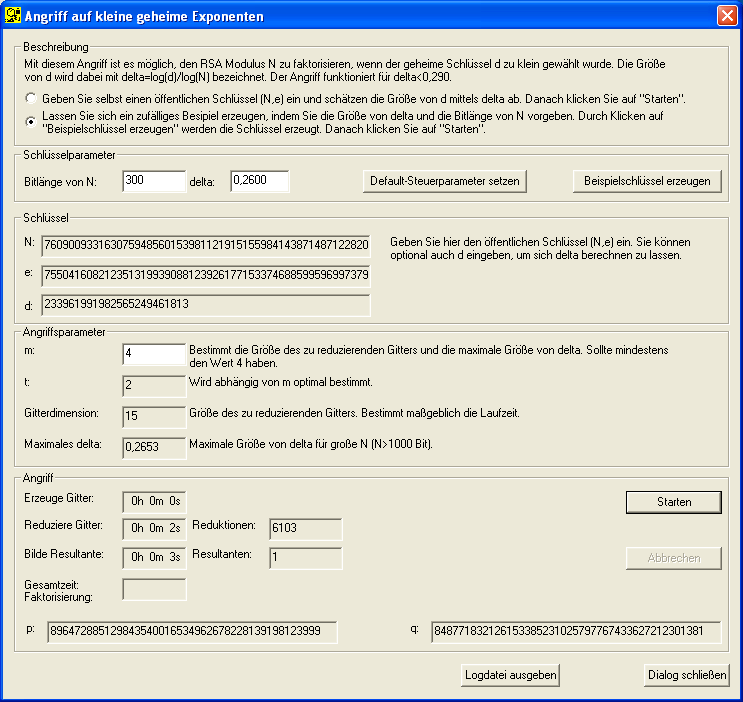 Angriff auf kleine geheime Exponenten
Beschreibung
Mit diesem Angriff ist es möglich, den RSA Modulus N zu faktorisieren, wenn der geheime Schlüssel d zu klein gewählt wurde. Die Größe
von d wird dabei mit delta=log(d)/log(N) bezeichnet. Der Angriff funktioniert für delta<0,290.
Geben Sie selbst einen öffentlichen Schlüssel (N,e) ein und schätzen die Größe von d mittels delta ab. Danach klicken Sie auf "Starten".
Lassen Sie sich ein zufälliges Besipiel erzeugen, indem Sie die Größe von delta und die Bitlänge von N vorgeben. Durch Klicken auf
"Beispielschlüssel erzeugen" werden die Schlüssel erzeugt. Danach klicken Sie auf "Starten".
Schlüsselparameter
Bitlänge von N: 300 delta: 0,2600 Default-Steuerparameter setzen Beispielschlüssel erzeugen
Schlüssel
N: 760900933163075948560153981121915155984143871487122820
Geben Sie hier den öffentlichen Schlüssel (N,e) ein. Sie können
optional auch d eingeben, um sich delta berechnen zu lassen.
e: 755041608212351319939088123926177153374688599596997379
d: 233961991982565249461813
Angriffsparameter
m: 4 Bestimmt die Größe des zu reduzierenden Gitters und die maximale Größe von delta. Sollte mindestens
den Wert 4 haben.
t: 2 Wird abhängig von m optimal bestimmt.
Gitterdimension: 15 Größe des zu reduzierenden Gitters. Bestimmt maßgeblich die Laufzeit.
Maximales delta: 0,2653 Maximale Größe von delta für große N (N>1000 Bit).
Angriff
Erzeuge Gitter: 0h 0m 0s Starten
Reduziere Gitter: 0h 0m 2s Reduktionen: 6103
Bilde Resultante: 0h 0m 3s Resultanten: 1 Abbrechen
Gesamtzeit:
Faktorisierung:
p: 896472885129843540016534962678228139198123999 q: 848771832126153385231025797767433627212301381
Logdatei ausgeben Dialog schließen